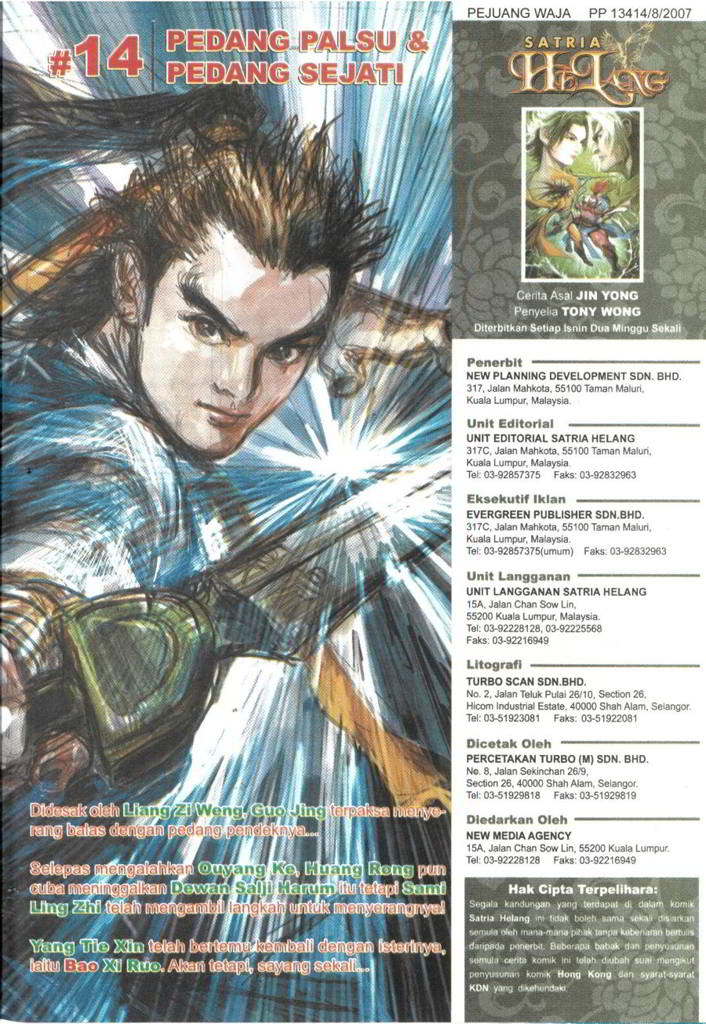 #14
PEDANG PALSU &
PEDANG SEJATI
Didesak oleh Liang Zi Weng, Guo Jing terpaksa menye-
rang balas dengan pedang pendeknya...
Selepas mengalahkan Ouyang Ke, Huang Rong pun
cuba meninggalkan Dewan Salji Harum itu tetapi Sami
Ling Zhi telah mengambil langkah untuk menyerangnya!
Yang Tie Xin telah bertemu kembali dengan isterinya,
iaitu Bao Xi Ruo. Akan tetapi, sayang sekali...
PEJUANG WAJA PP 13414/8/2007
SATRIA
HELANG
Cerita Asal JIN YONG
Penyelia TONY WONG
Diterbitkan Setiap Isnin Dua Minggu Sekali
Penerbit
NEW PLANNING DEVELOPMENT SDN. BHD.
317, Jalan Mahkota, 55100 Taman Maluri,
Kuala Lumpur, Malaysia.
Unit Editorial
UNIT EDITORIAL SATRIA HELANG
317C, Jalan Mahkota, 55100 Taman Maluri,
Kuala Lumpur, Malaysia.
Tel: 03-92857375 Faks: 03-92832963
Eksekutif Iklan
EVERGREEN PUBLISHER SDN.BHD.
317C, Jalan Mahkota, 55100 Taman Maluri,
Kuala Lumpur, Malaysia.
Tel: 03-92857375(umum) Faks: 03-92832963
Unit Langganan
UNIT LANGGANAN SATRIA HELANG
15A, Jalan Chan Sow Lin,
55200 Kuala Lumpur, Malaysia.
Tel: 03-92228128, 03-92225568
Faks: 03-92216949
Litografi
TURBO SCAN SDN.BHD.
No. 2, Jalan Teluk Pulai 26/10, Section 26,
Hicom Industrial Estate, 40000 Shah Alam, Selangor.
Tel: 03-51923081 Faks: 03-51922081
Dicetak Oleh
PERCETAKAN TURBO (M) SDN. BHD.
No. 8, Jalan Sekinchan 26/9,
Section 26, 40000 Shah Alam, Selangor.
Tel: 03-51929818 Faks: 03-51929819
Diedarkan Oleh
NEW MEDIA AGENCY
15A, Jalan Chan Sow Lin, 55200 Kuala Lumpur.
Tel: 03-92228128 Faks: 03-92216949
Hak Cipta Terpelihara:
Segala kandungan yang terdapat di dalam komik
Satria Helang ini tidak boleh sama sekali disiarkan
semula oleh mana-mana pihak tanpa kebenaran bertulis
daripada penerbit. Beberapa babak dan penyusunan
semula cerita komik ini telah diubah suai mengikut
penyusunan komik Hong Kong dan syarat-syarat
KDN yang dikehendaki.